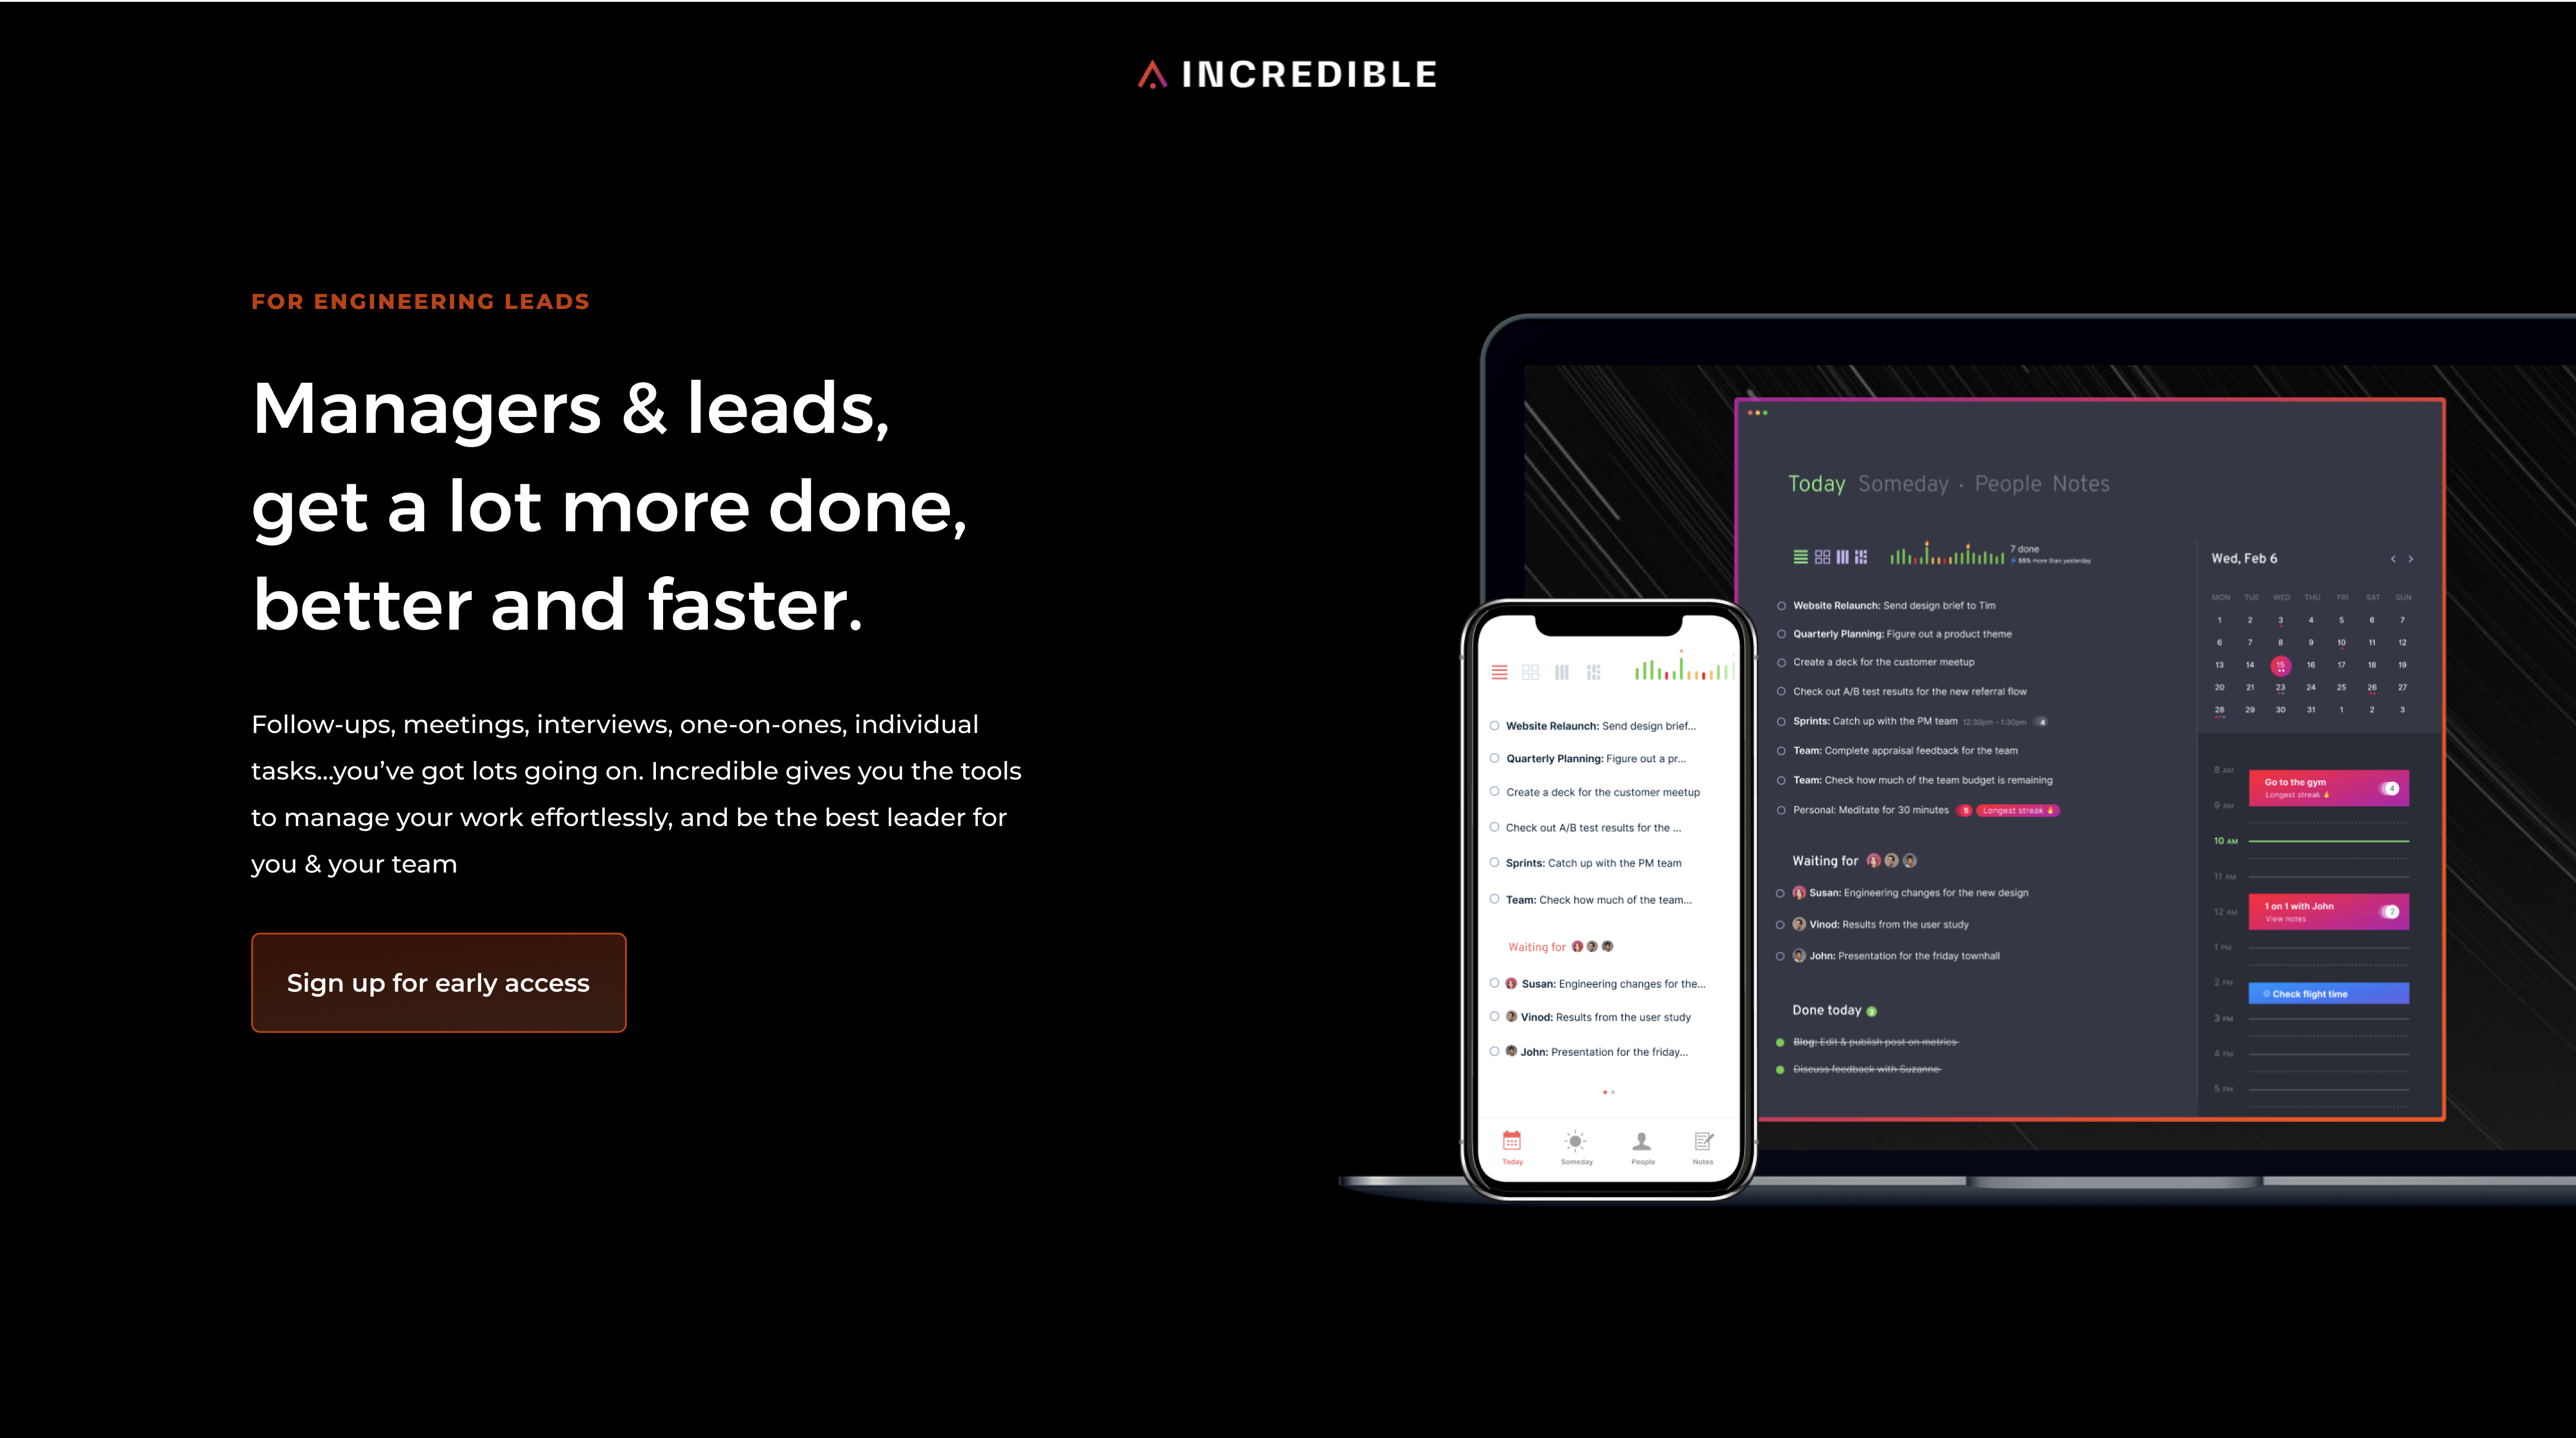 INCREDIBLE
FOR ENGINEERING LEADS
Managers & leads,
get a lot more done,
better and faster.
Follow-ups, meetings, interviews, one-on-ones, individual
tasks...you've got lots going on. Incredible gives you the tools
to manage your work effortlessly, and be the best leader for
you & your team
Sign up for early access
Website Relaunch: Send design brief...
Quarterly Planning: Figure out a pr...
Create a deck for the customer meetup
Check out A/B test results for the ...
Sprints: Catch up with the PM team
Team: Check how much of the team...
Waiting for
Susan: Engineering changes for the...
Vinod: Results from the user study
John: Presentation for the friday...
Today Someday People Notes
Today Someday · People Notes
7 done
55% more than yesterday
Website Relaunch: Send design brief to Tim
Quarterly Planning: Figure out a product theme
Create a deck for the customer meetup
Check out A/B test results for the new referral flow
Sprints: Catch up with the PM team 12:30pm - 1:30pm 4
Team: Complete appraisal feedback for the team
Team: Check how much of the team budget is remaining
Personal: Meditate for 30 minutes 5 Longest streak
Waiting for
Susan: Engineering changes for the new design
Vinod: Results from the user study
John: Presentation for the friday townhall
Done today 2
Blog: Edit & publish post on metrics
Discuss feedback with Suzanne
Wed, Feb 6 < >
MON TUE WED THU FRI SAT SUN
1 2 3 4 5 6 7
6 7 8 9 10 11 12
13 14 15 16 17 18 19
20 21 23 24 25 26 27
28 29 30 31 1 2 3
8 AM
Go to the gym 4
Longest streak
9 AM
10 AM
11 AM
12 AM
1 on 1 with John 2
View notes
1 PM
2 PM
Check flight time
3 PM
4 PM
5 PM